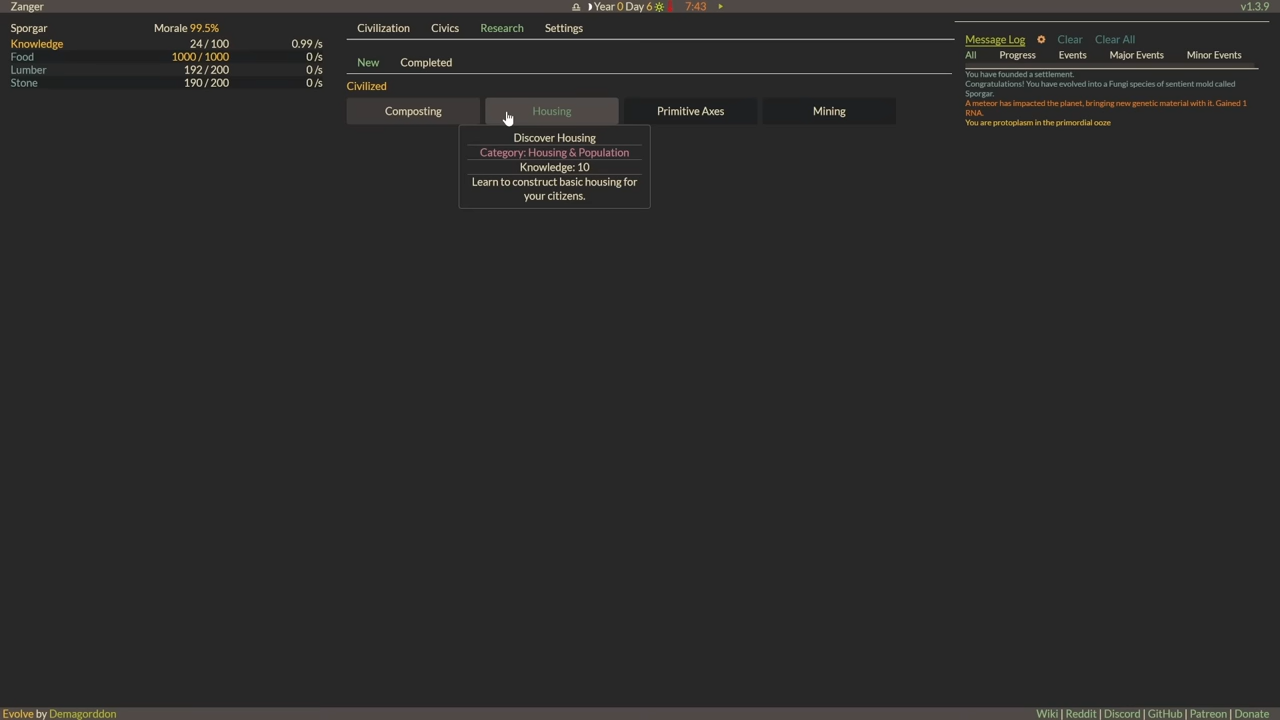 Zanger
Year 0 Day 6 7:43
v1.3.9
Sporgar Morale 99.5%
Knowledge 24 / 100 0.99 /s
Food 1000 / 1000 0 /s
Lumber 192 / 200 0 /s
Stone 190 / 200 0 /s
Civilization Civics Research Settings
New Completed
Civilized
Composting Housing Primitive Axes Mining
Discover Housing
Category: Housing & Population
Knowledge: 10
Learn to construct basic housing for
your citizens.
Message Log Clear Clear All
All Progress Events Major Events Minor Events
You have founded a settlement.
Congratulations! You have evolved into a Fungi species of sentient mold called
Sporgar.
A meteor has impacted the planet, bringing new genetic material with it. Gained 1
RNA.
You are protoplasm in the primordial ooze
Evolve by Demagorddon
Wiki | Reddit | Discord | GitHub | Patreon | Donate